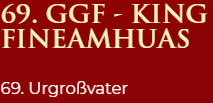 69. GGF - KING
FINEAMHUAS
69. Urgroßvater